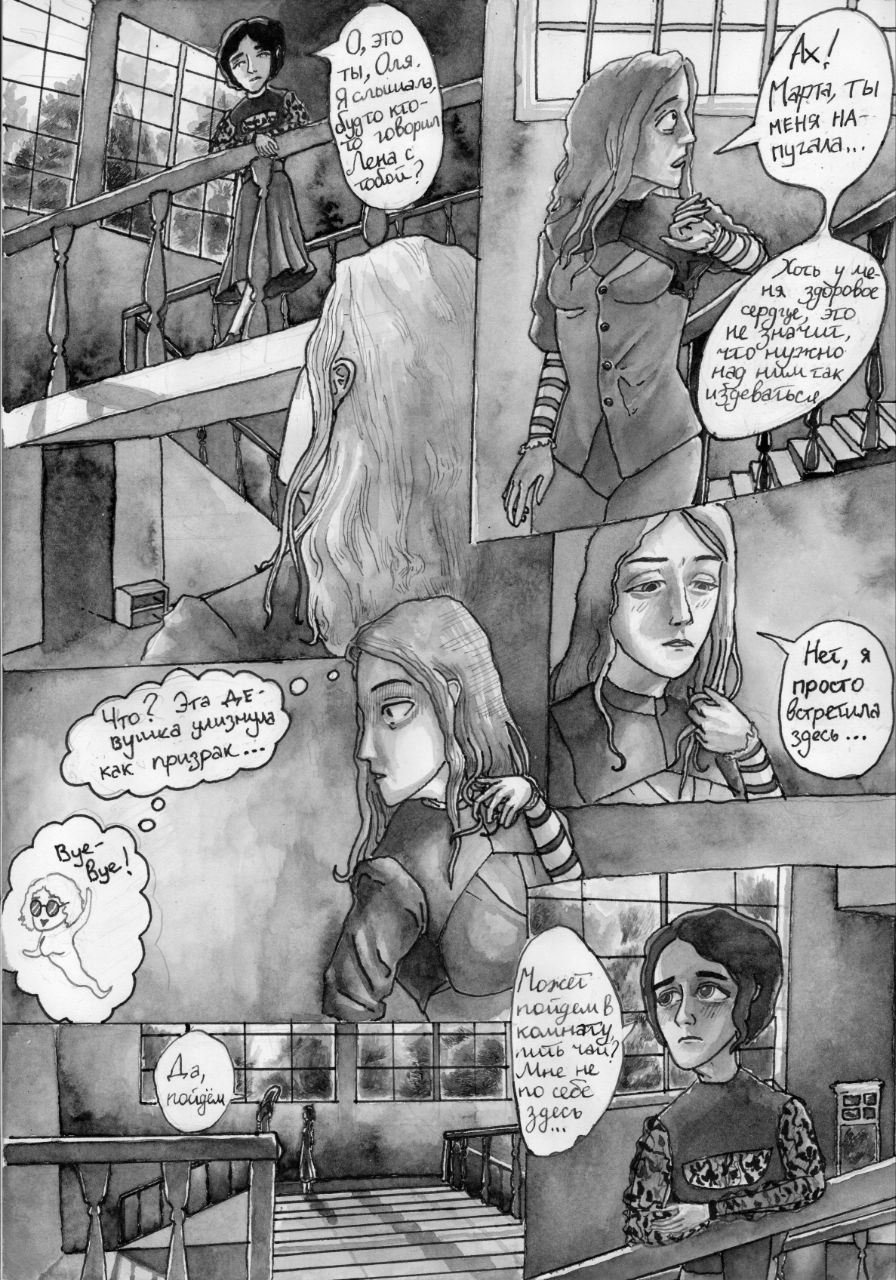 О, это
ты, Оля.
Я слышала,
будто кто-
то говорил
Лена с
тобой?
Ах!
Марта, ты
меня на-
пугала...
Хоть у ме-
ня здоровое
сердце, это
не значит,
что нужно
над ним так
издеваться
Нет, я
просто
встретила
здесь...
Что? Эта де-
вушка улизнула
как призрак...
Bye-
Bye!
Может
пойдем в
комнату
пить чай?
Мне не
по себе
здесь
...
Да,
пойдём